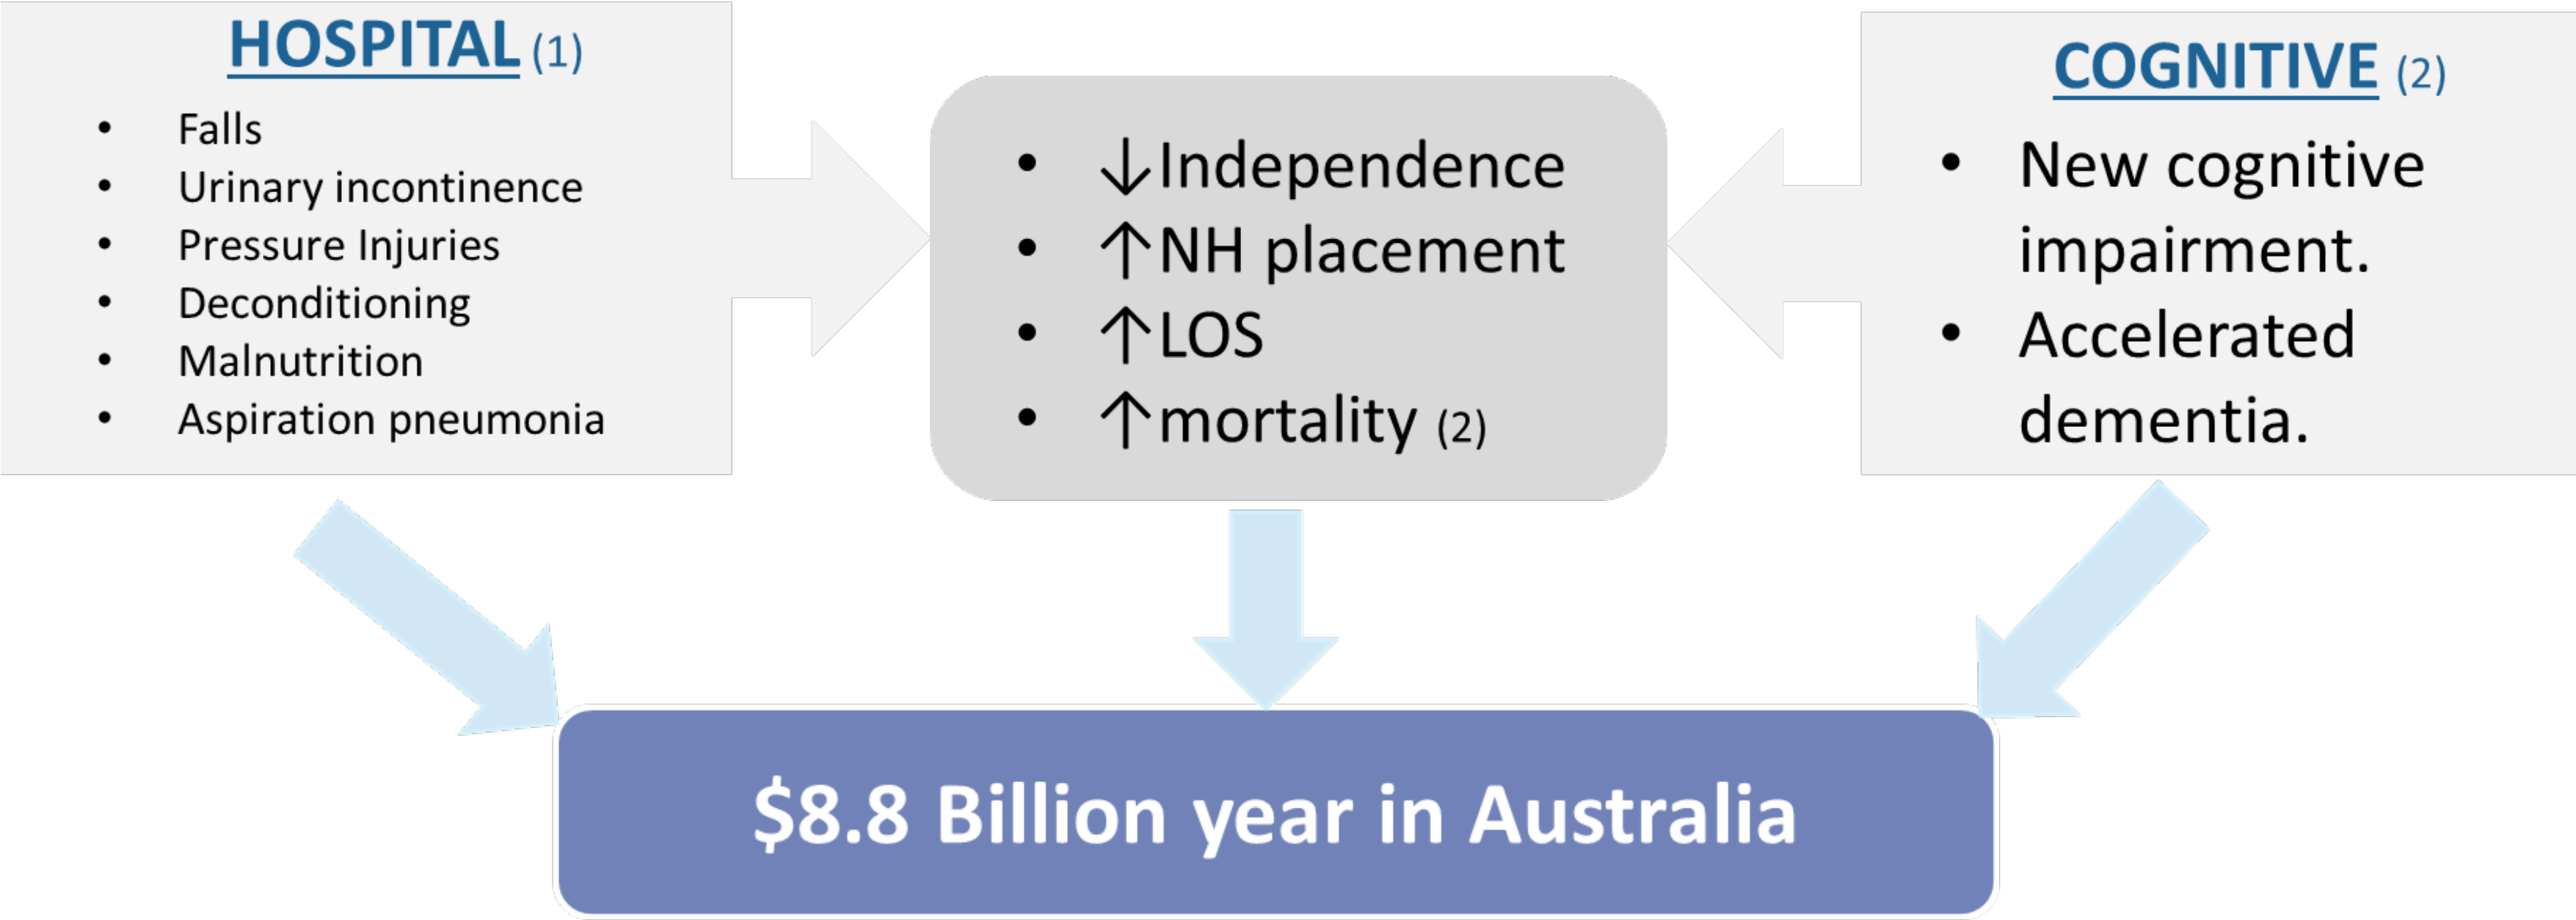 HOSPITAL (1)
• Falls
• Urinary incontinence
• Pressure Injuries
• Deconditioning
• Malnutrition
• Aspiration pneumonia
• ↓Independence
• ↑NH placement
• ↑LOS
• ↑mortality (2)
COGNITIVE (2)
• New cognitive
impairment.
• Accelerated
dementia.
$8.8 Billion year in Australia